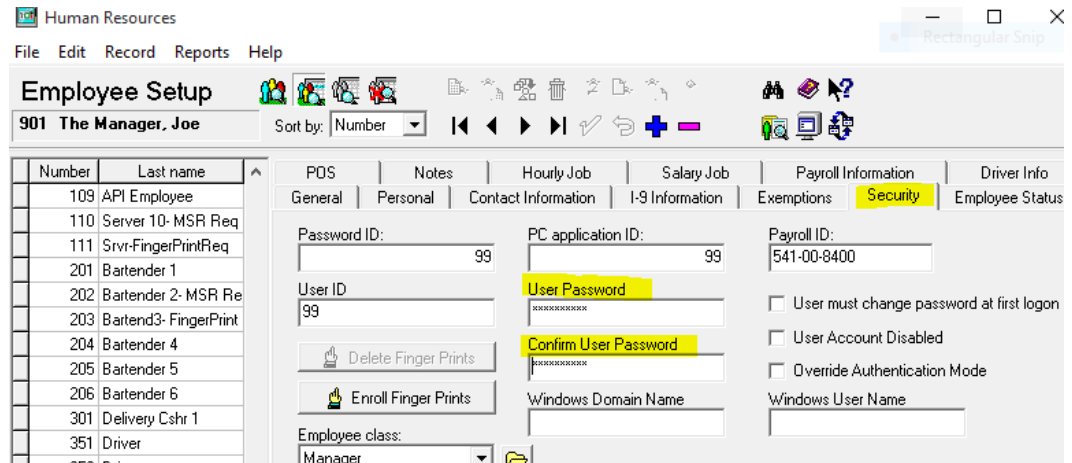 Human Resources
Rectangular Snip
File Edit Record Reports Help
Employee Setup
901 The Manager, Joe
Sort by: Number
Number Last name
109 API Employee
110 Server 10- MSR Req
111 Srvr-FingerPrintReq
201 Bartender 1
202 Bartender 2- MSR Re
203 Bartend3- FingerPrint
204 Bartender 4
205 Bartender 5
206 Bartender 6
301 Delivery Cshr 1
351 Driver
POS Notes Hourly Job Salary Job Payroll Information Driver Info
General Personal Contact Information I-9 Information Exemptions Security Employee Status
Password ID: PC application ID: Payroll ID:
99 99 541-00-8400
User ID User Password
99 **********
User must change password at first logon
Confirm User Password
**********
User Account Disabled
Delete Finger Prints
Override Authentication Mode
Enroll Finger Prints
Windows Domain Name Windows User Name
Employee class:
Manager